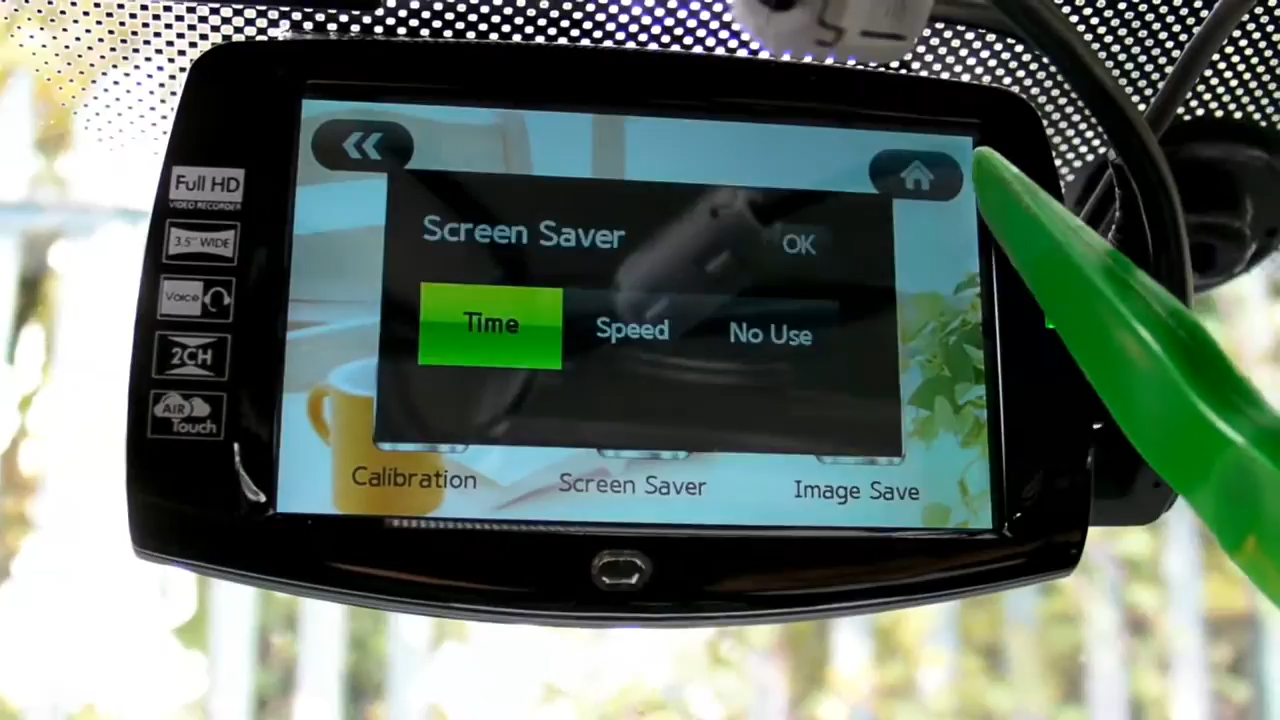 Full HD
VIDEO RECORDER
3.5" WIDE
Voice
2CH
AIR
Touch
Screen Saver
OK
Time
Speed
No Use
Calibration
Screen Saver
Image Save